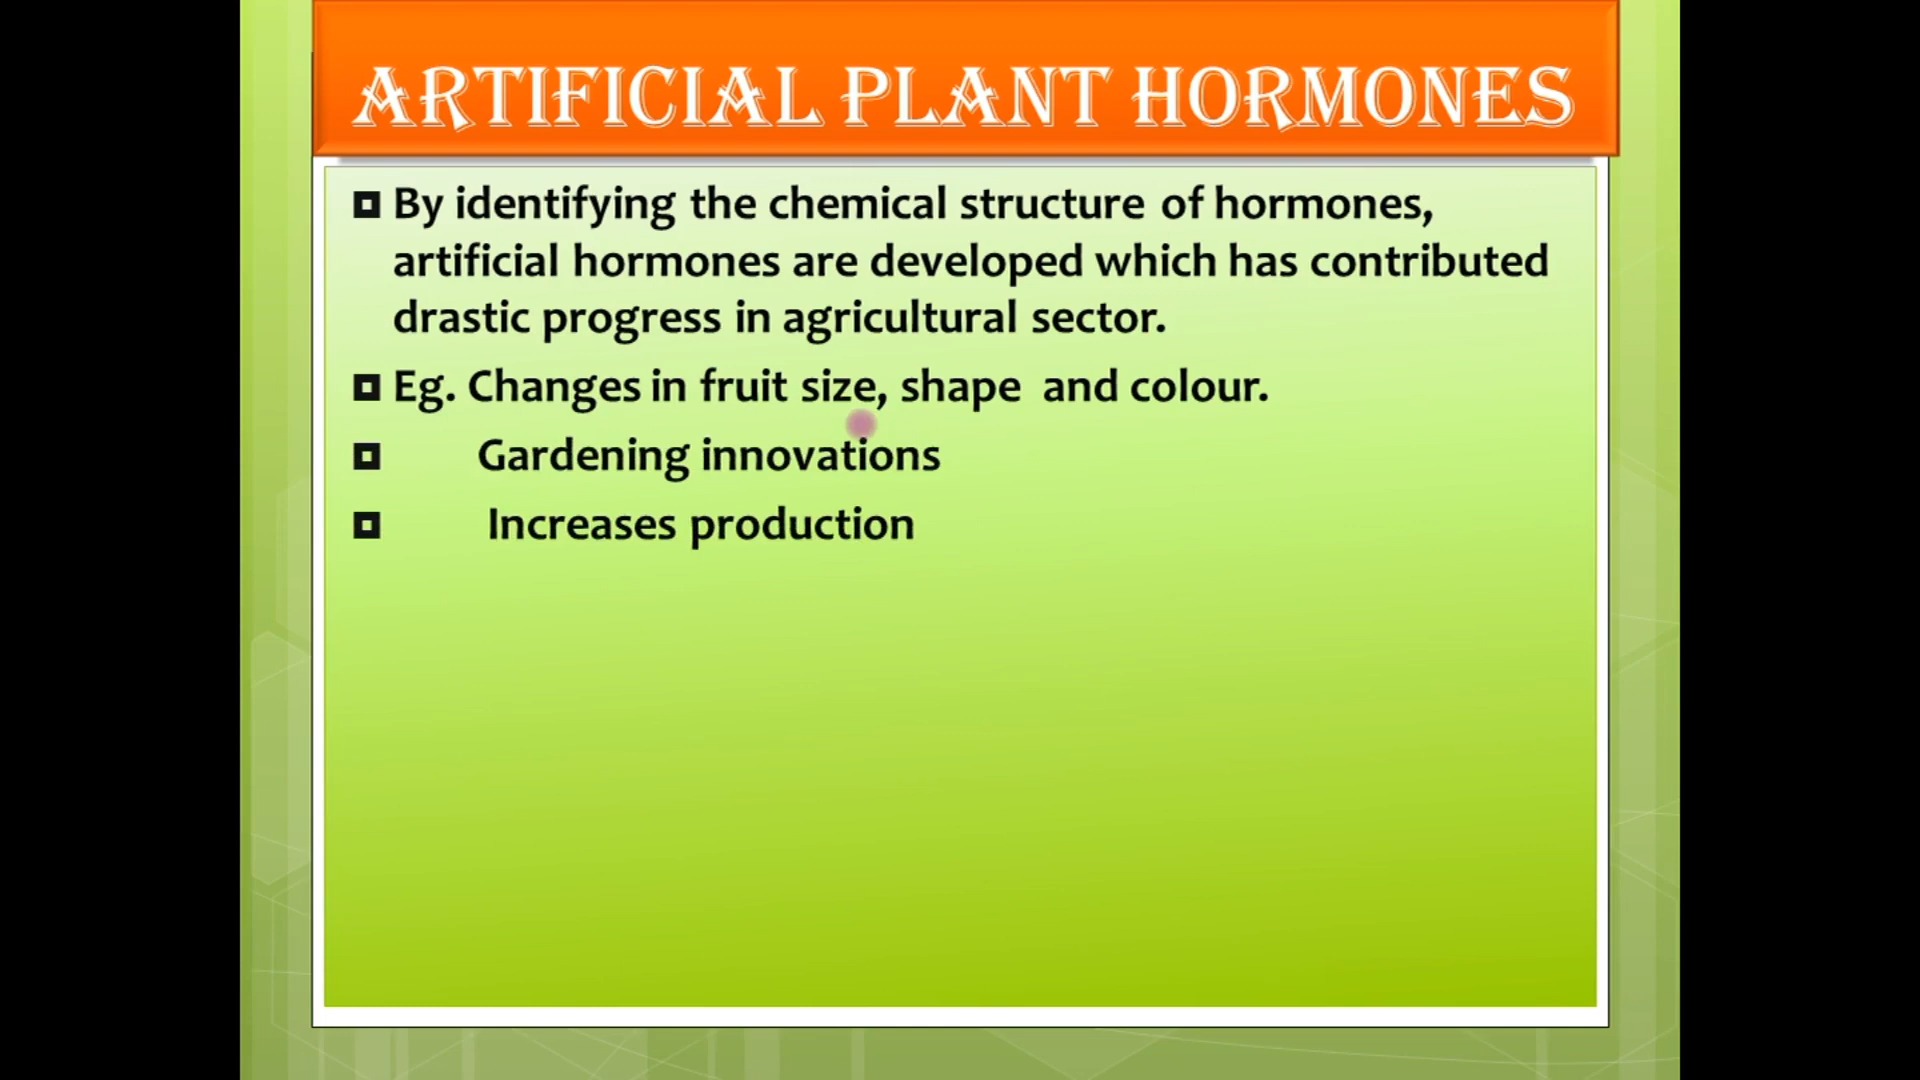 ARTIFICIAL PLANT HORMONES
By identifying the chemical structure of hormones,
artificial hormones are developed which has contributed
drastic progress in agricultural sector.
Eg. Changes in fruit size, shape and colour.
Gardening innovations
Increases production